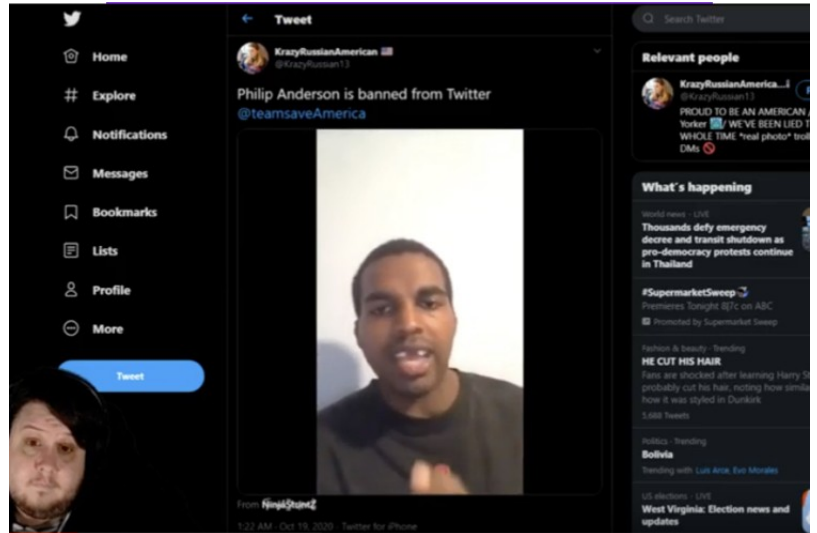 Home
Explore
Notifications
Messages
Bookmarks
Lists
Profile
More
Tweet
Tweet
KrazyRussianAmerican
@KrazyRussian13
Philip Anderson is banned from Twitter
@teamsaveAmerica
From
1:22 AM · Oct 19, 2020 · Twitter for iPhone
Search Twitter
Relevant people
KrazyRussianAmerica...
@KrazyRussian13
PROUD TO BE AN AMERICAN /
Yorker / WE'VE BEEN LIED T
WHOLE TIME *real photo* troll
DMs
What's happening
World news · LIVE
Thousands defy emergency
decree and transit shutdown as
pro-democracy protests continue
in Thailand
#SupermarketSweep
Premieres Tonight 8|7c on ABC
Promoted by Supermarket Sweep
Fashion & beauty · Trending
HE CUT HIS HAIR
Fans are shocked after learning Harry S
probably cut his hair, noting how simila
how it was styled in Dunkirk
5,688 Tweets
Politics · Trending
Bolivia
Trending with Luis Arce, Evo Morales
US elections · LIVE
West Virginia: Election news and
updates